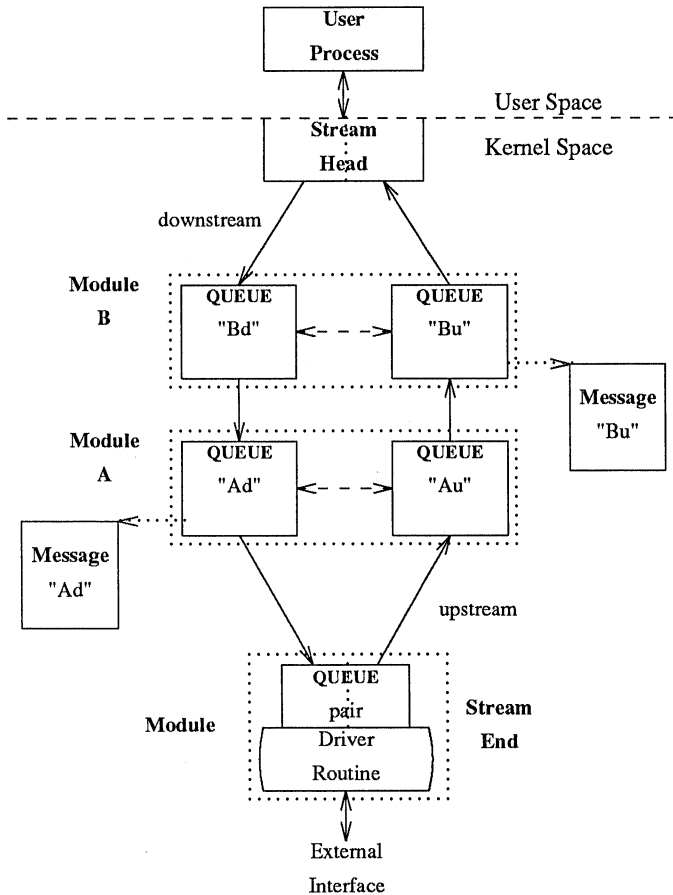 User
Process
User Space
Stream
Head
Kernel Space
downstream
Module
B
QUEUE
"Bd"
QUEUE
"Bu"
Message
"Bu"
Module
A
QUEUE
"Ad"
QUEUE
"Au"
Message
"Ad"
upstream
Module
QUEUE
pair
Driver
Routine
Stream
End
External
Interface